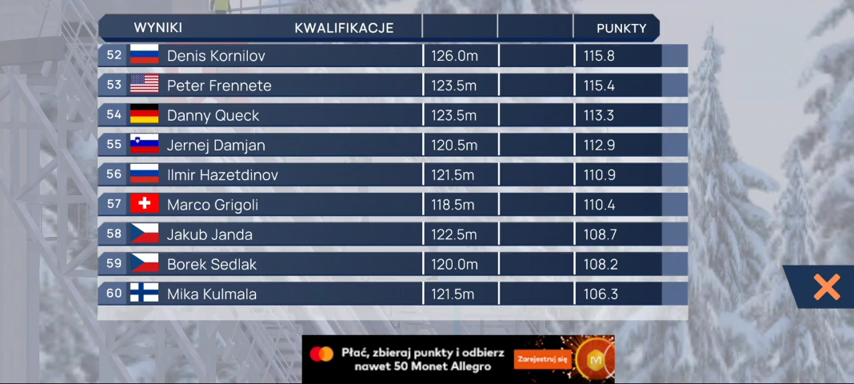 WYNIKI KWALIFIKACJE PUNKTY
52 Denis Kornilov 126.0m 115.8
53 Peter Frennete 123.5m 115.4
54 Danny Queck 123.5m 113.3
55 Jernej Damjan 120.5m 112.9
56 Ilmir Hazetdinov 121.5m 110.9
57 Marco Grigoli 118.5m 110.4
58 Jakub Janda 122.5m 108.7
59 Borek Sedlak 120.0m 108.2
60 Mika Kulmala 121.5m 106.3
Płać, zbieraj punkty i odbierz
nawet 50 Monet Allegro
Zarejestruj się
M